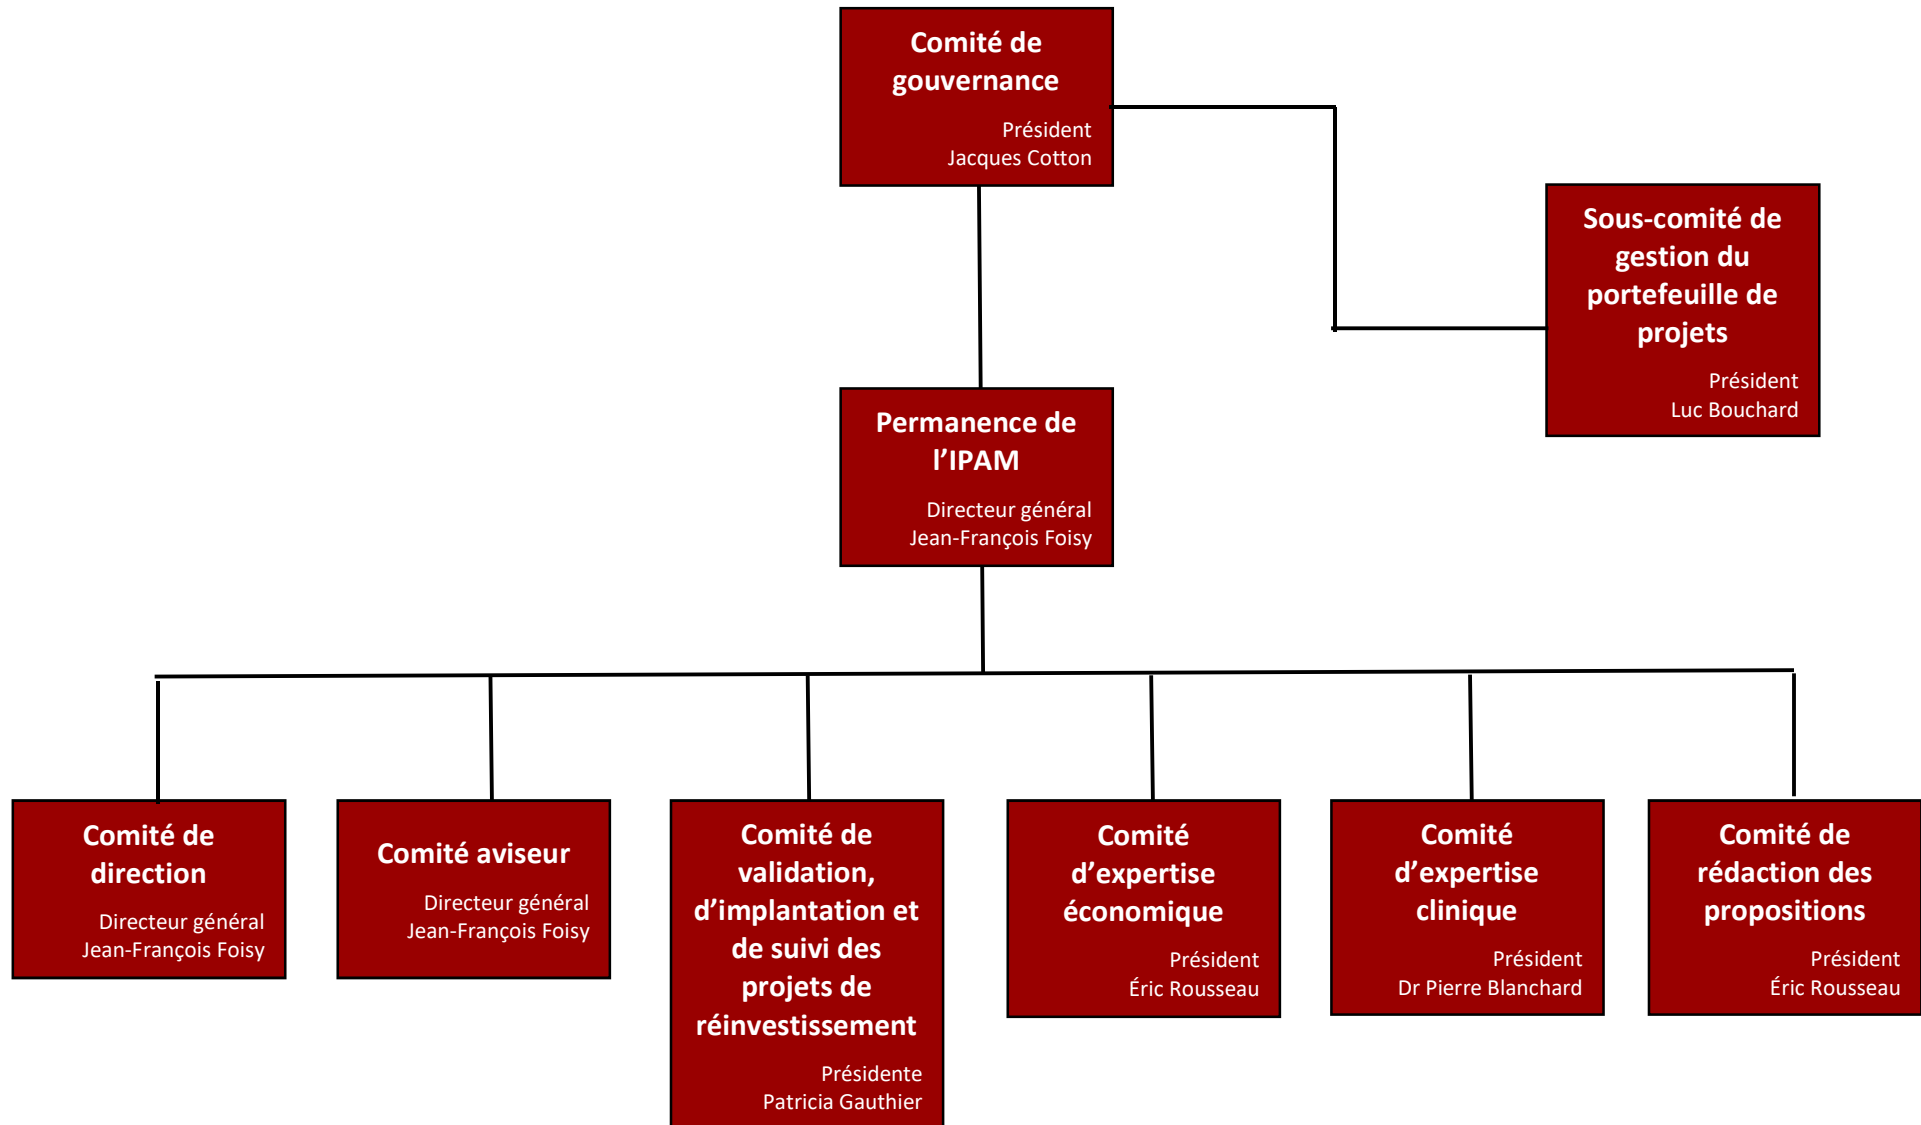 Comité de
gouvernance
Président
Jacques Cotton
Sous-comité de
gestion du
portefeuille de
projets
Président
Luc Bouchard
Permanence de
l’IPAM
Directeur général
Jean-François Foisy
Comité de
direction
Directeur général
Jean-François Foisy
Comité aviseur
Directeur général
Jean-François Foisy
Comité de
validation,
d’implantation et
de suivi des
projets de
réinvestissement
Présidente
Patricia Gauthier
Comité
d’expertise
économique
Président
Éric Rousseau
Comité
d’expertise
clinique
Président
Dr Pierre Blanchard
Comité de
rédaction des
propositions
Président
Éric Rousseau